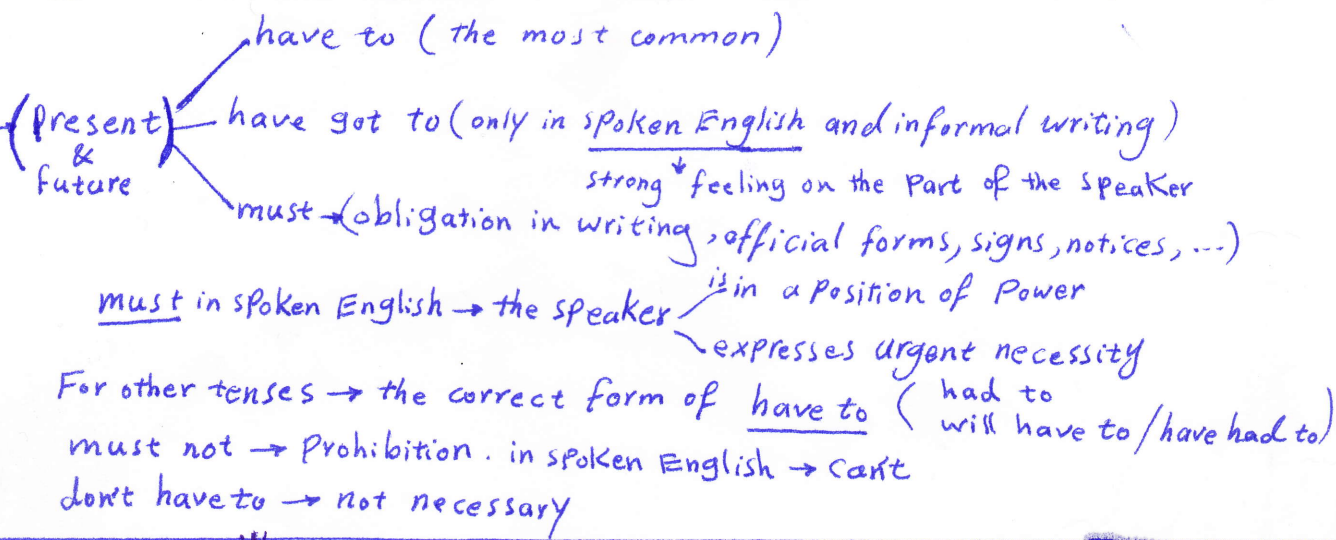 have to (the most common)
(Present) have got to (only in spoken English and informal writing)
&
future
strong feeling on the part of the speaker
must → (obligation in writing, official forms, signs, notices, ...)
is in a position of power
must in spoken English → the speaker
expresses urgent necessity
For other tenses → the correct form of have to ( had to
will have to / have had to)
must not → Prohibition. in spoken English → can't
don't have to → not necessary